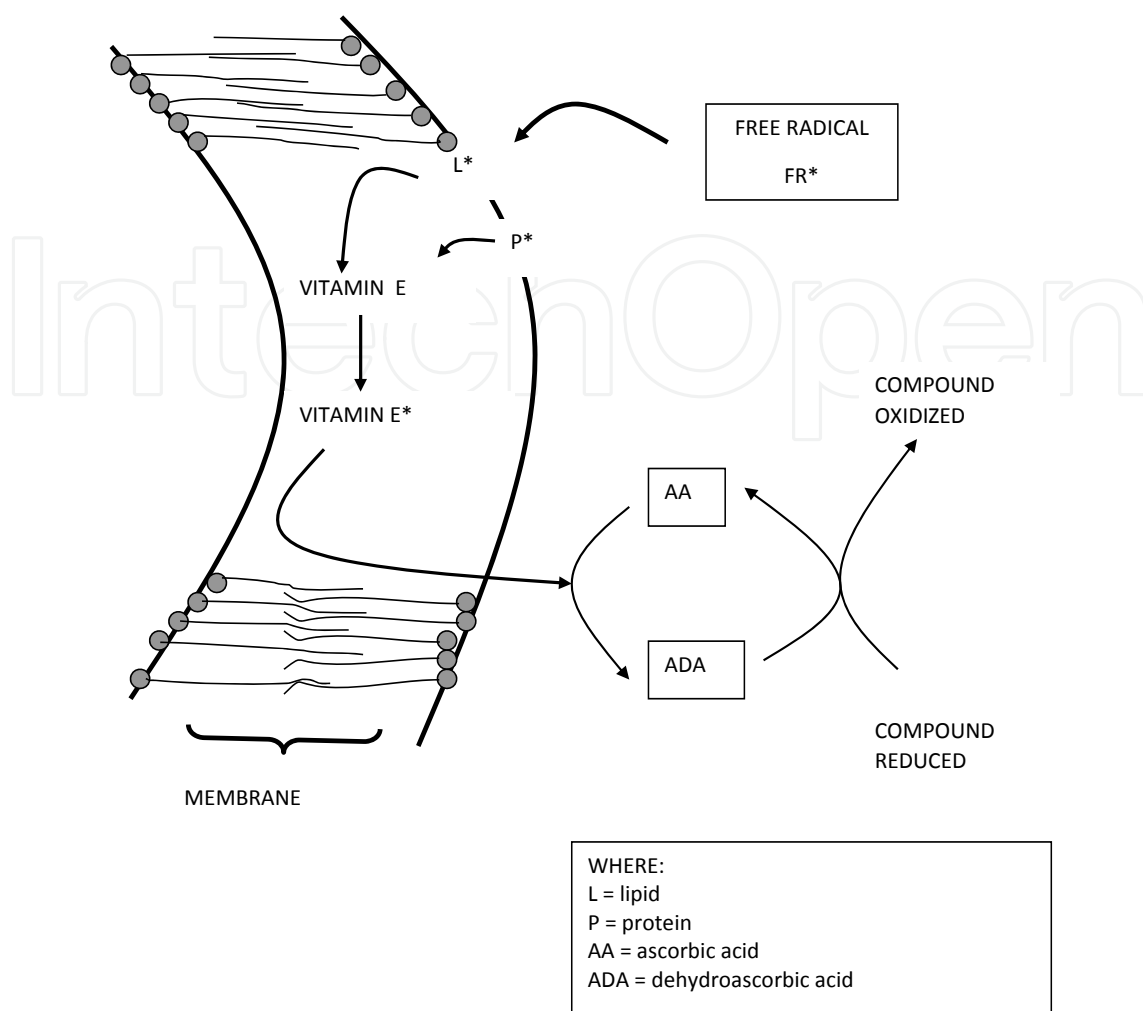 FREE RADICAL
FR*
L*
P*
VITAMIN E
VITAMIN E*
COMPOUND
OXIDIZED
AA
ADA
COMPOUND
REDUCED
MEMBRANE
WHERE:
L = lipid
P = protein
AA = ascorbic acid
ADA = dehydroascorbic acid
IntechOpen